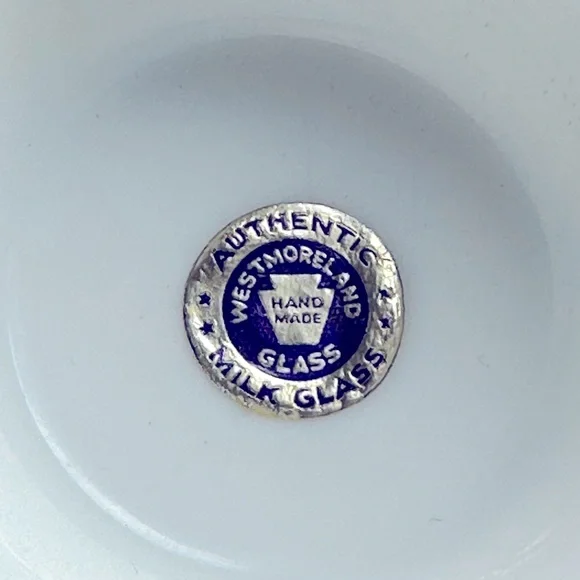 AUTHENTIC
WESTMORELAND
HAND
MADE
GLASS
MILK GLASS